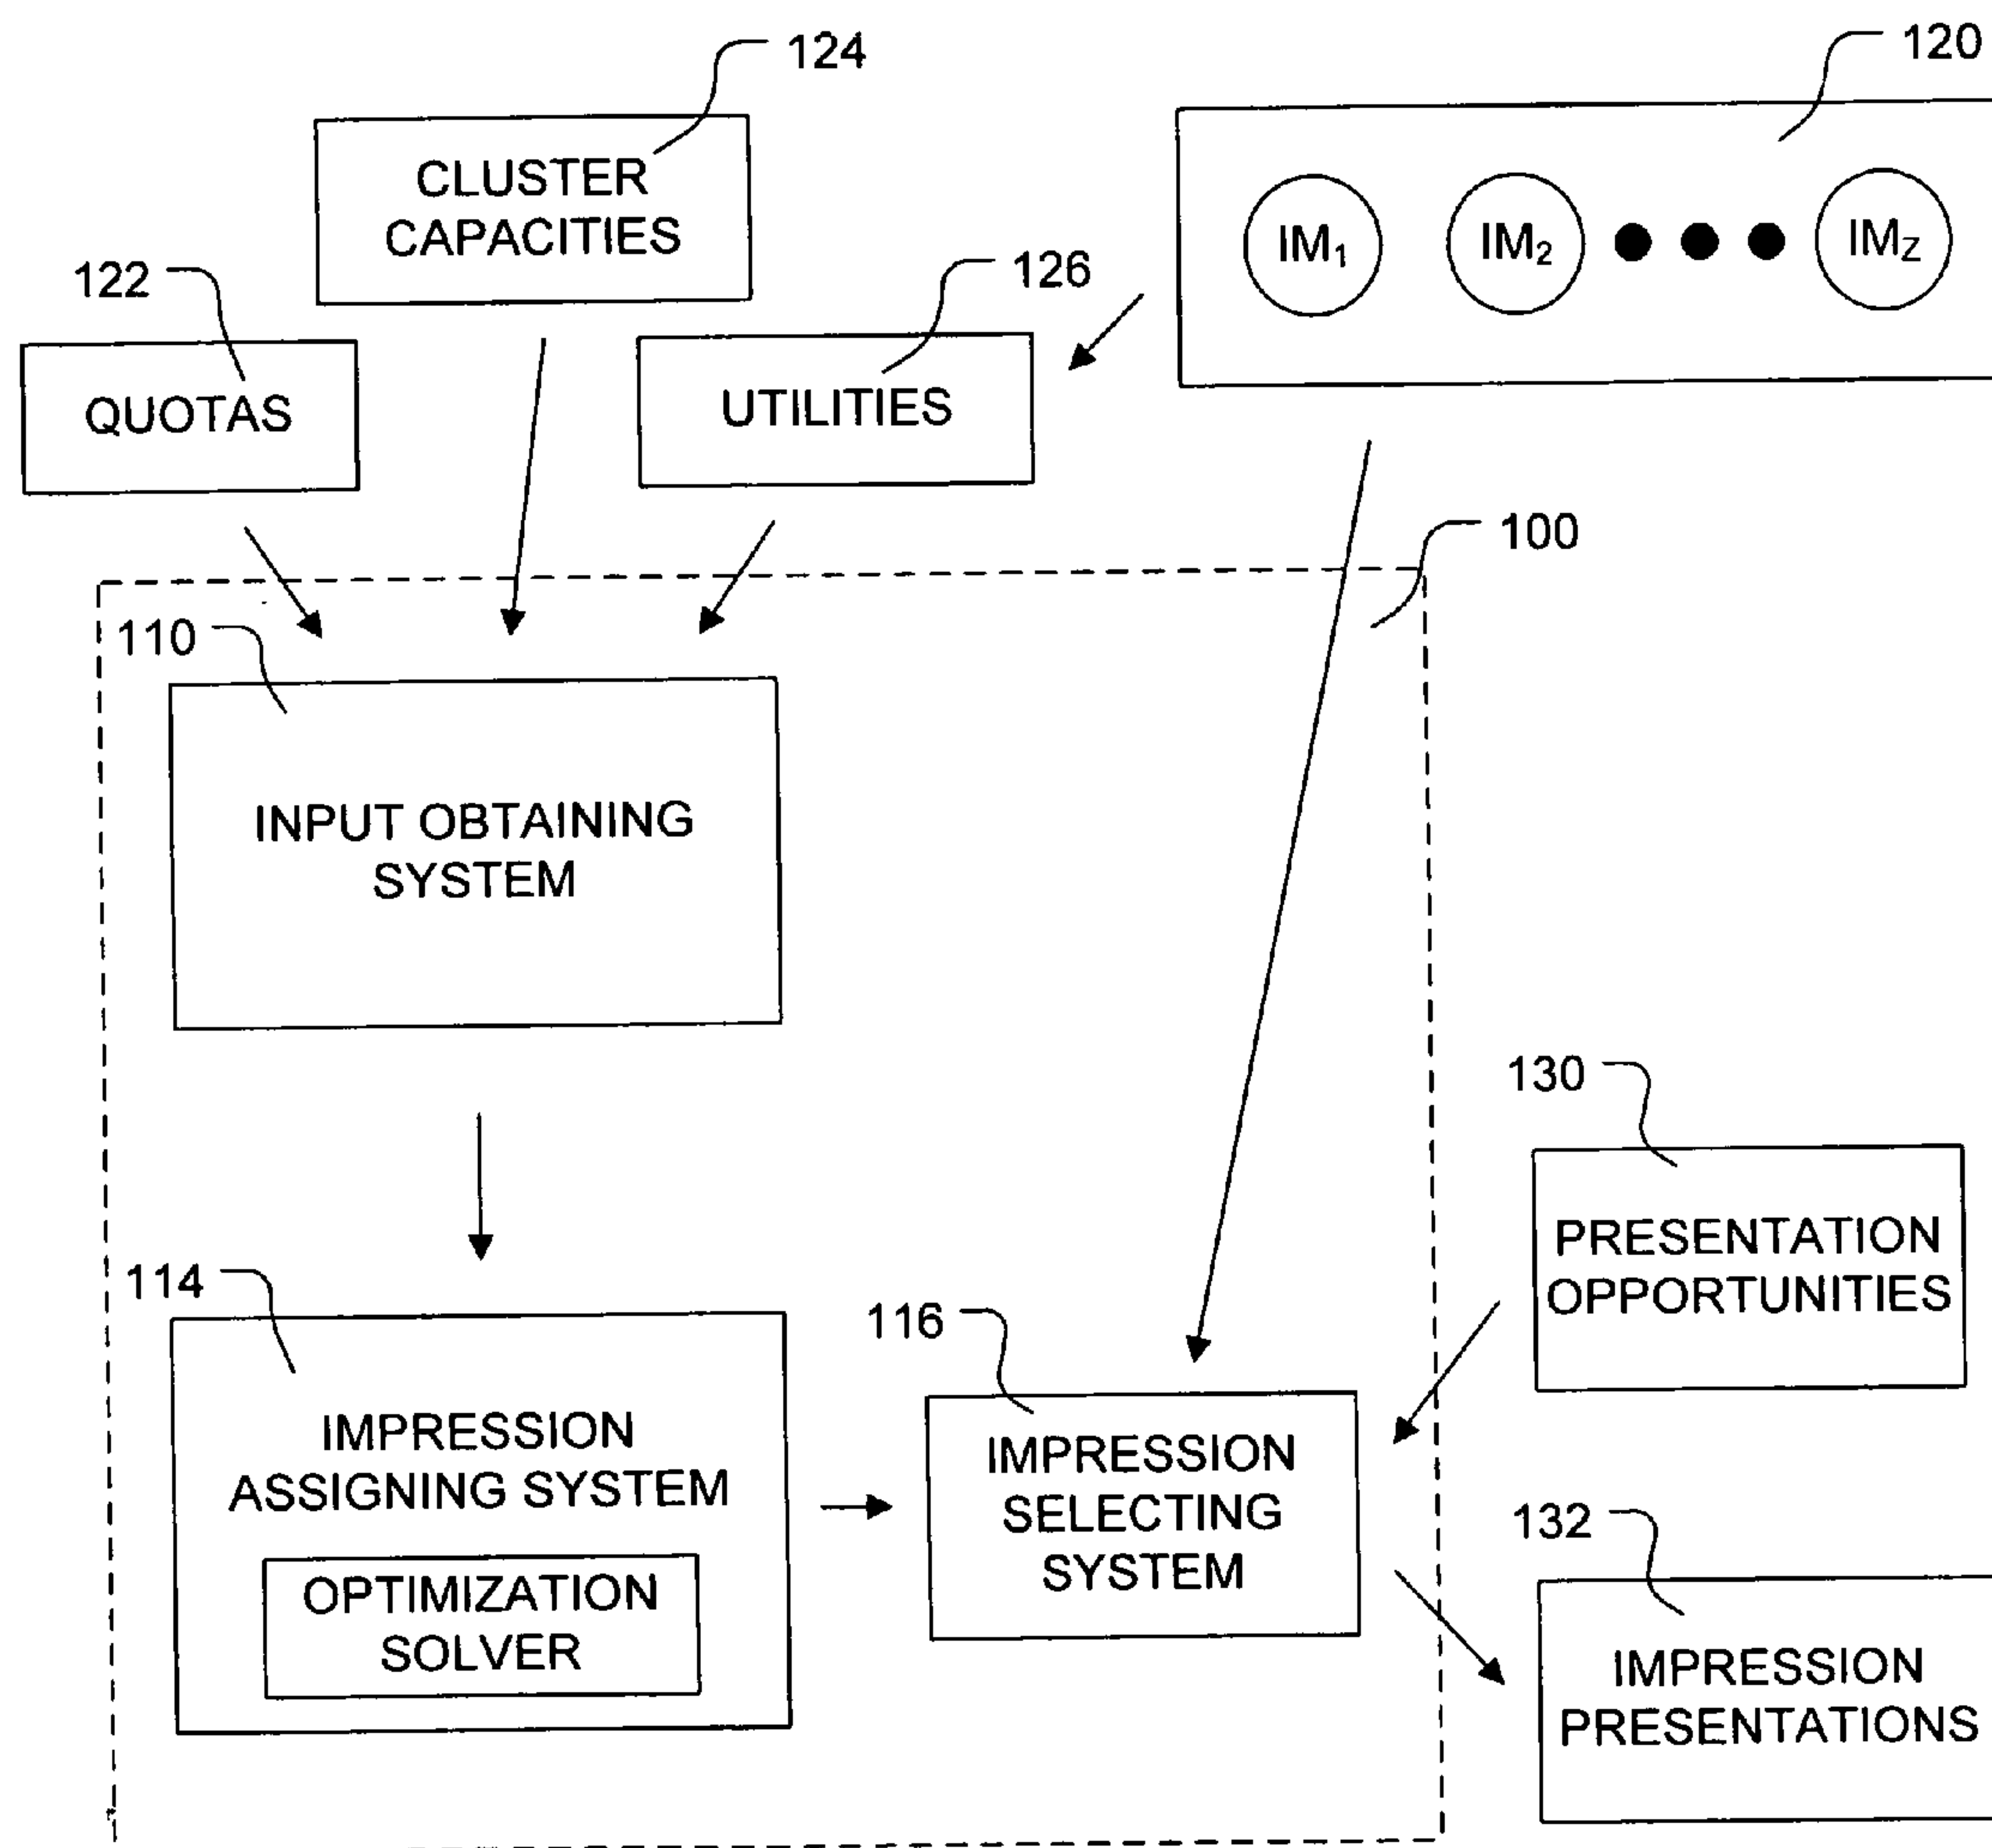 124
120
CLUSTER
CAPACITIES
IM1
IM2
IMZ
122
126
QUOTAS
UTILITIES
100
110
INPUT OBTAINING
SYSTEM
130
PRESENTATION
OPPORTUNITIES
114
116
IMPRESSION
ASSIGNING SYSTEM
IMPRESSION
SELECTING
SYSTEM
132
OPTIMIZATION
SOLVER
IMPRESSION
PRESENTATIONS